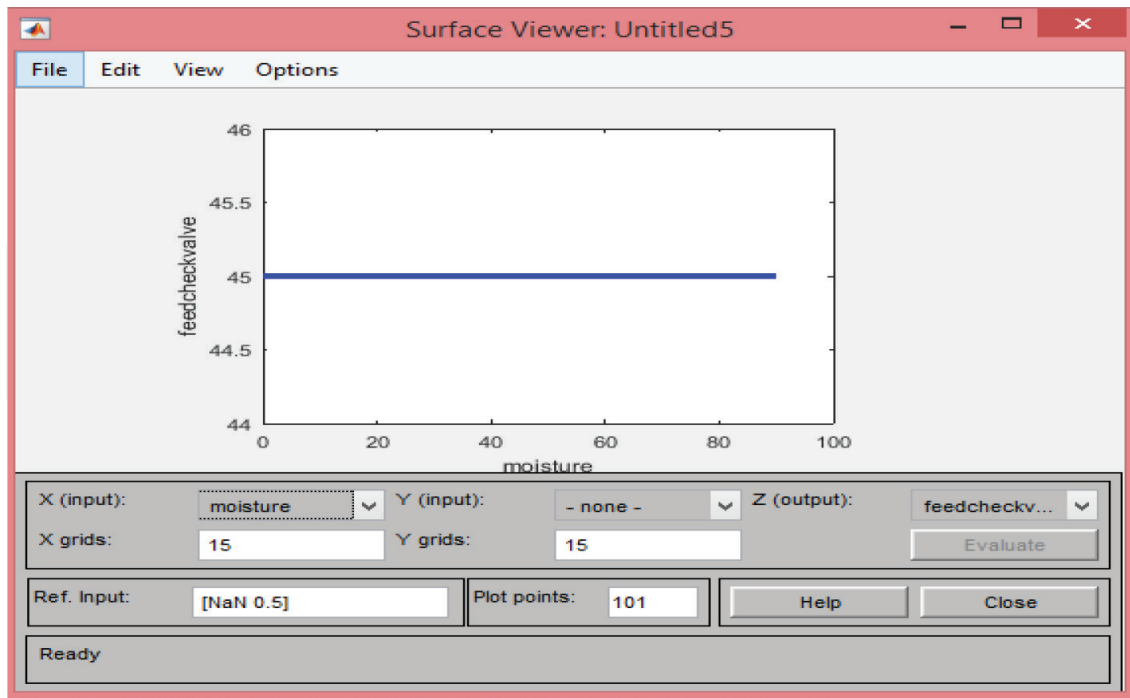 Surface Viewer: Untitled5
File Edit View Options
46
45.5
45
44.5
44
feedcheckvalve
0 20 40 60 80 100
moisture
X (input): moisture Y (input): - none - Z (output): feedcheckv...
X grids: 15 Y grids: 15 Evaluate
Ref. Input: [NaN 0.5] Plot points: 101 Help Close
Ready